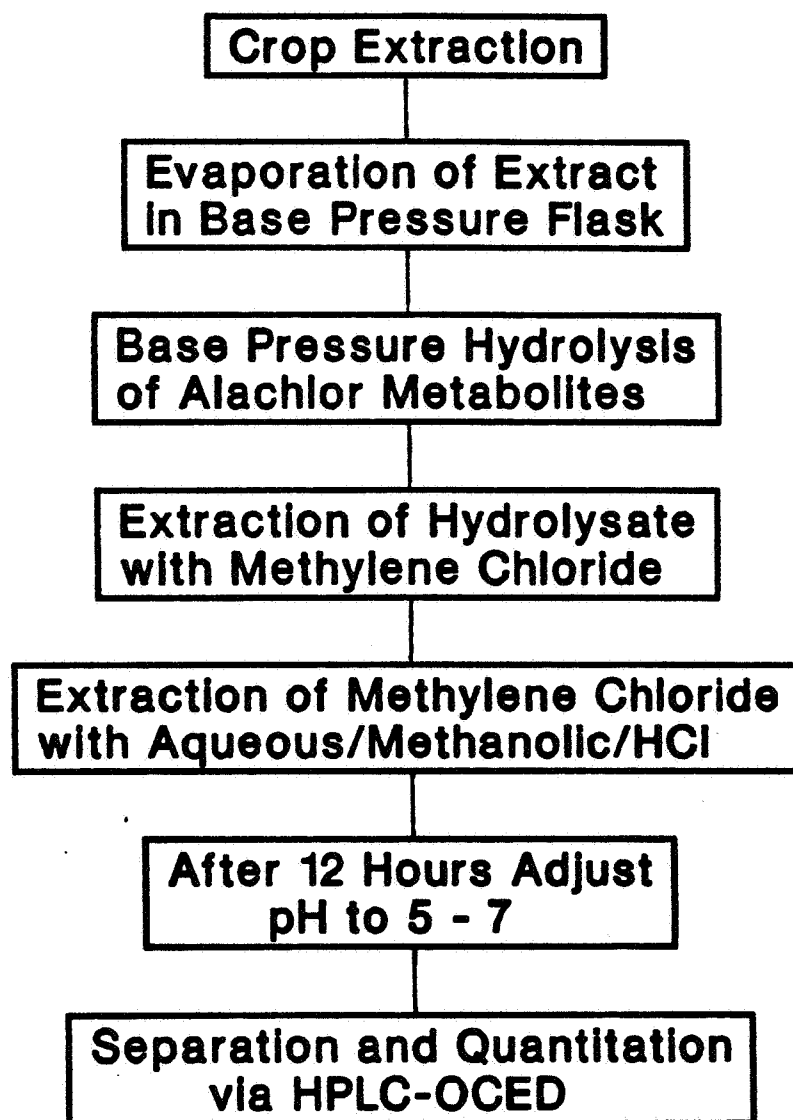 Crop Extraction
Evaporation of Extract
in Base Pressure Flask
Base Pressure Hydrolysis
of Alachlor Metabolites
Extraction of Hydrolysate
with Methylene Chloride
Extraction of Methylene Chloride
with Aqueous/Methanolic/HCl
After 12 Hours Adjust
pH to 5 - 7
Separation and Quantitation
via HPLC-OCED